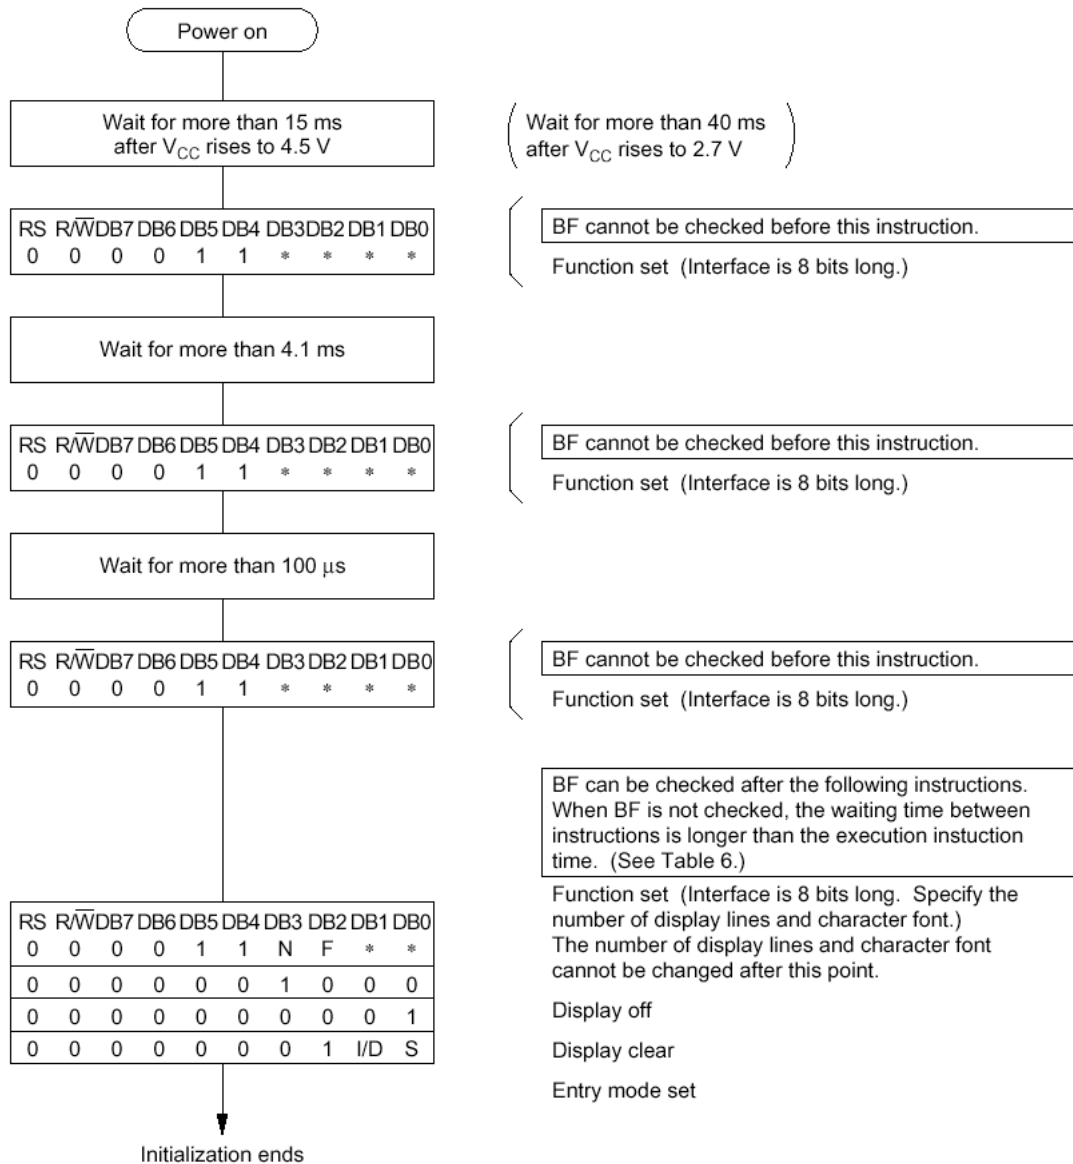 Power on
Wait for more than 15 ms
after VCC rises to 4.5 V
Wait for more than 40 ms
after VCC rises to 2.7 V
RS R/W̅ DB7 DB6 DB5 DB4 DB3 DB2 DB1 DB0
0 0 0 0 1 1 * * * *
BF cannot be checked before this instruction.
Function set (Interface is 8 bits long.)
Wait for more than 4.1 ms
RS R/W̅ DB7 DB6 DB5 DB4 DB3 DB2 DB1 DB0
0 0 0 0 1 1 * * * *
BF cannot be checked before this instruction.
Function set (Interface is 8 bits long.)
Wait for more than 100 μs
RS R/W̅ DB7 DB6 DB5 DB4 DB3 DB2 DB1 DB0
0 0 0 0 1 1 * * * *
BF cannot be checked before this instruction.
Function set (Interface is 8 bits long.)
BF can be checked after the following instructions.
When BF is not checked, the waiting time between
instructions is longer than the execution instuction
time. (See Table 6.)
RS R/W̅ DB7 DB6 DB5 DB4 DB3 DB2 DB1 DB0
0 0 0 0 1 1 N F * *
0 0 0 0 0 0 1 0 0 0
0 0 0 0 0 0 0 0 0 1
0 0 0 0 0 0 0 1 I/D S
Function set (Interface is 8 bits long. Specify the
number of display lines and character font.)
The number of display lines and character font
cannot be changed after this point.
Display off
Display clear
Entry mode set
Initialization ends